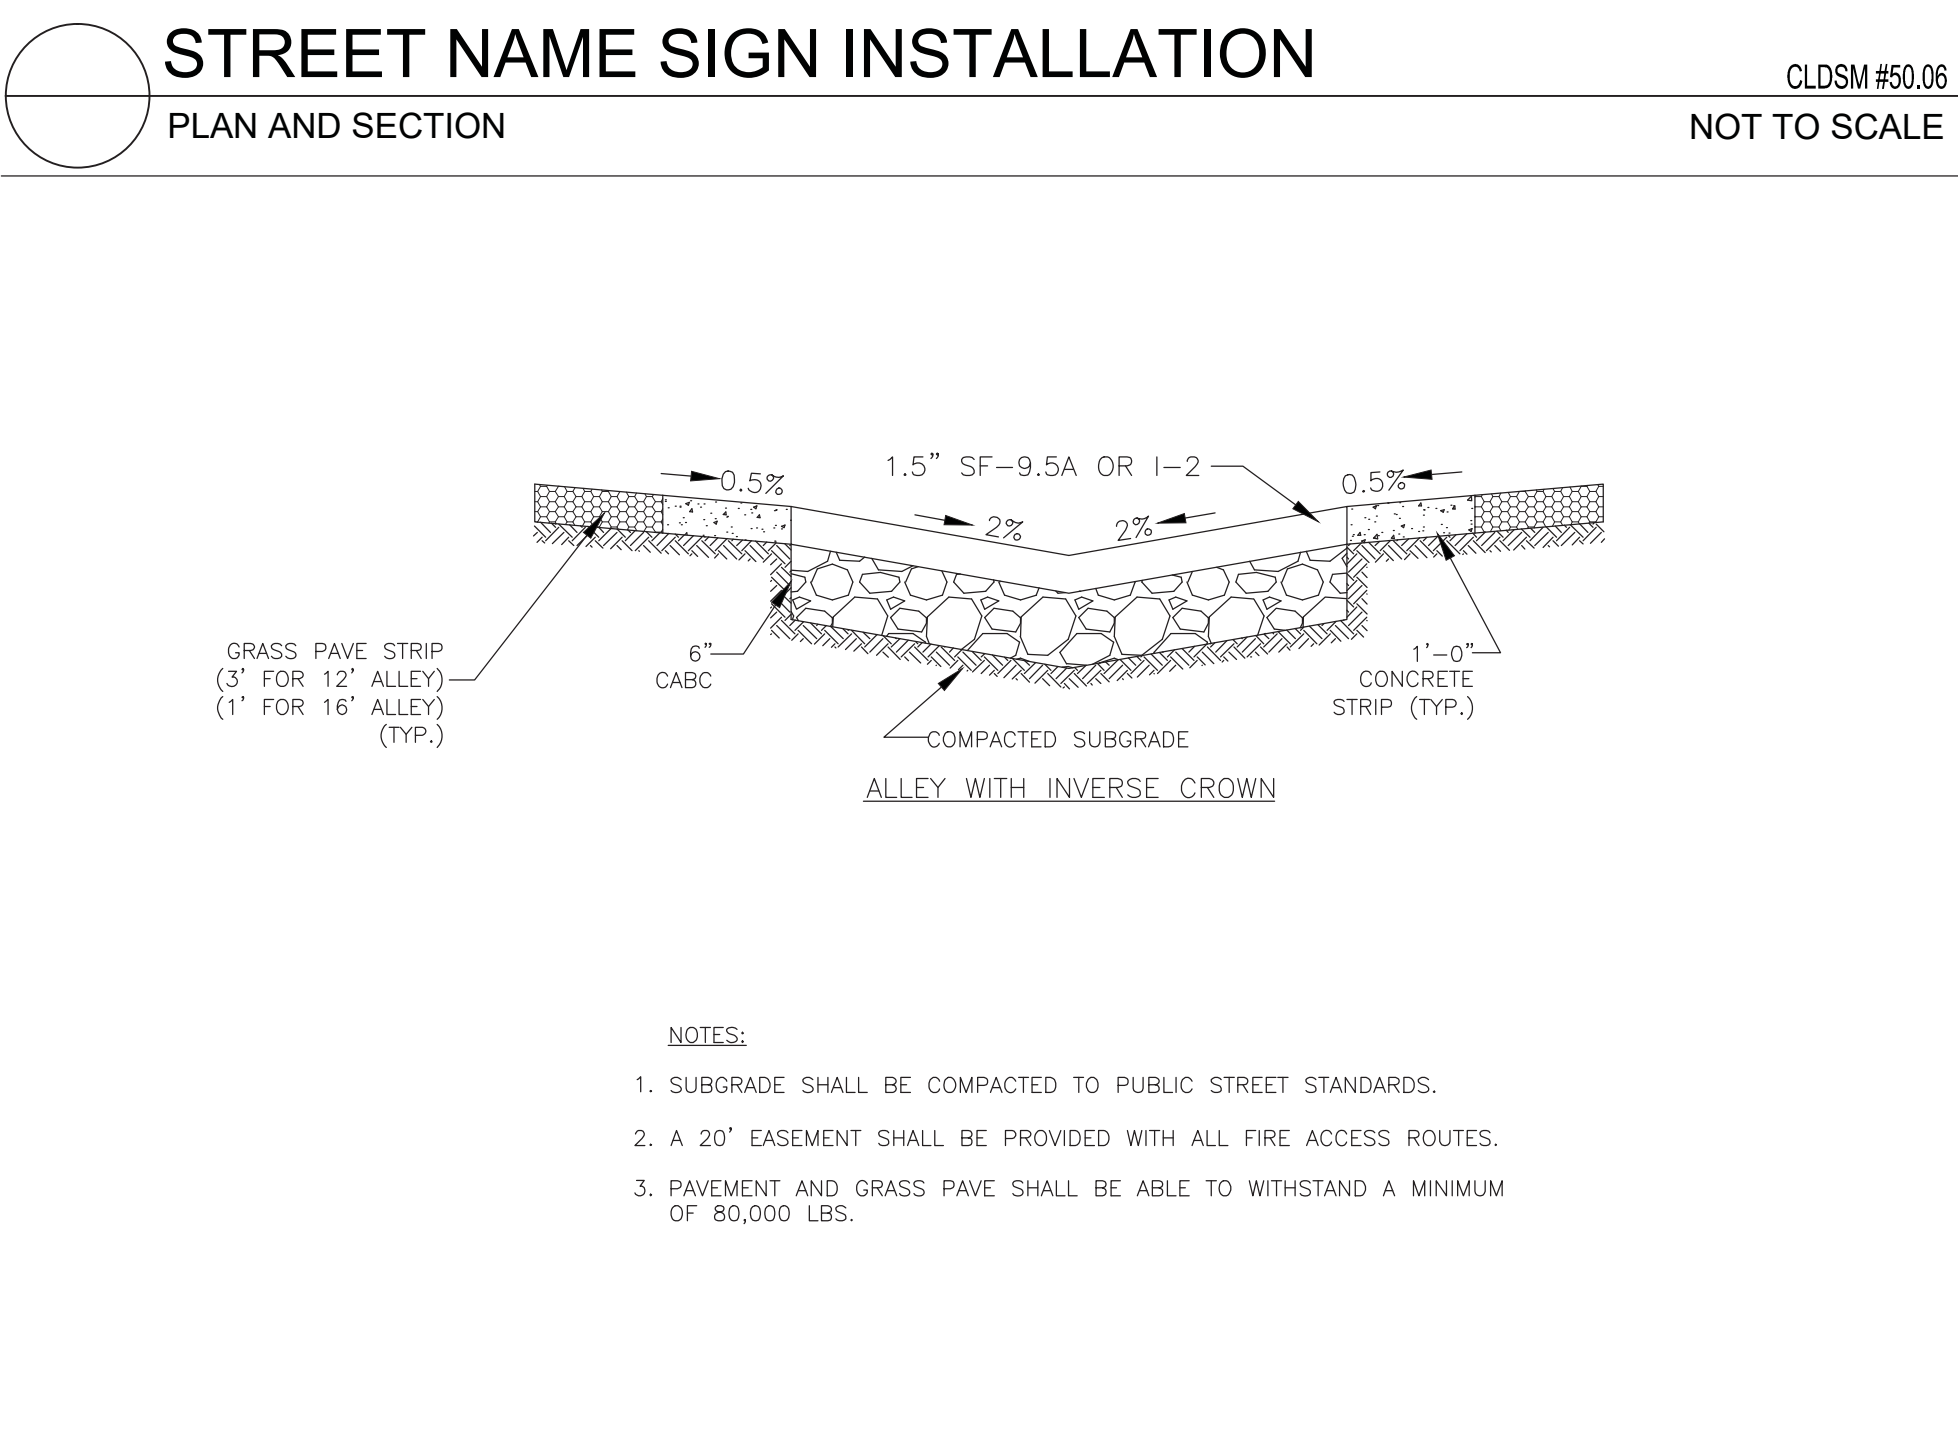 STREET NAME SIGN INSTALLATION
CLDSM #50.06
PLAN AND SECTION
NOT TO SCALE
1.5” SF–9.5A OR I–2
0.5%
0.5%
2%
2%
GRASS PAVE STRIP
(3' FOR 12' ALLEY)
(1' FOR 16' ALLEY)
(TYP.)
6”
CABC
1'–0”
CONCRETE
STRIP (TYP.)
COMPACTED SUBGRADE
ALLEY WITH INVERSE CROWN
NOTES:
1. SUBGRADE SHALL BE COMPACTED TO PUBLIC STREET STANDARDS.
2. A 20' EASEMENT SHALL BE PROVIDED WITH ALL FIRE ACCESS ROUTES.
3. PAVEMENT AND GRASS PAVE SHALL BE ABLE TO WITHSTAND A MINIMUM
OF 80,000 LBS.